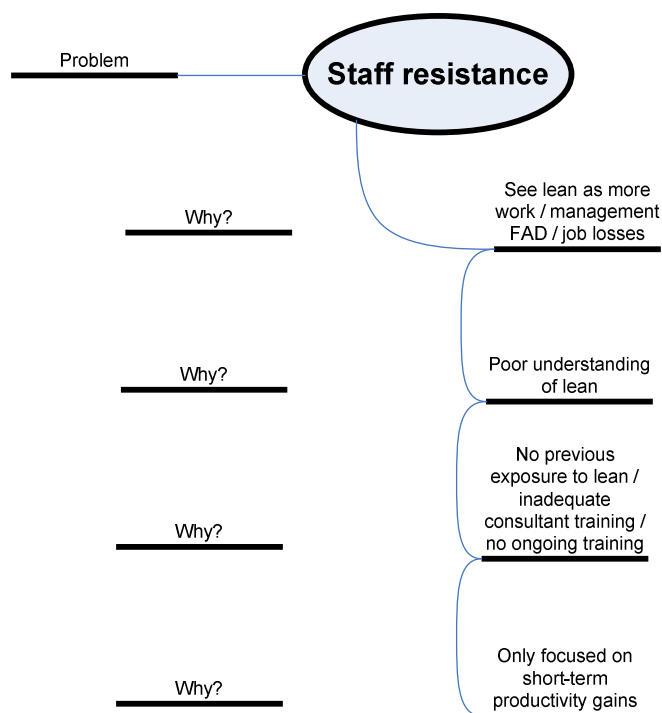 Problem
Staff resistance
Why?
See lean as more
work / management
FAD / job losses
Why?
Poor understanding
of lean
Why?
No previous
exposure to lean /
inadequate
consultant training /
no ongoing training
Why?
Only focused on
short-term
productivity gains